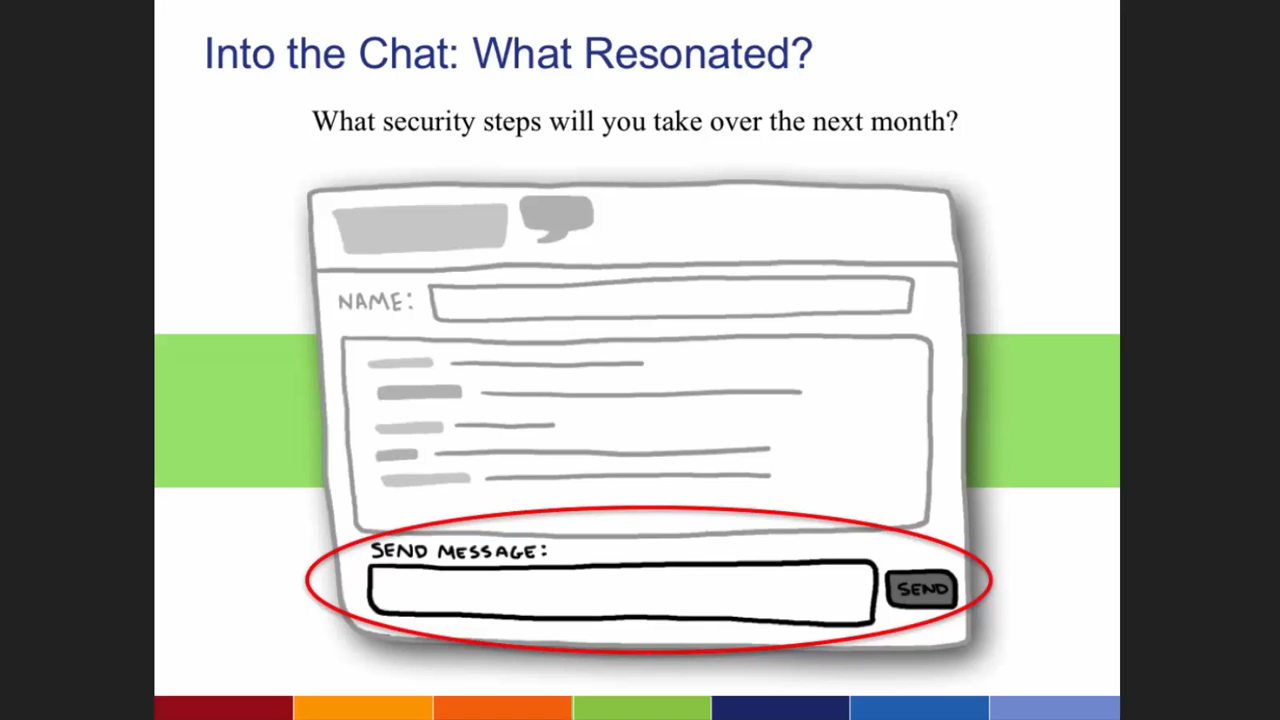 Into the Chat: What Resonated?
What security steps will you take over the next month?
NAME:
SEND MESSAGE:
SEND